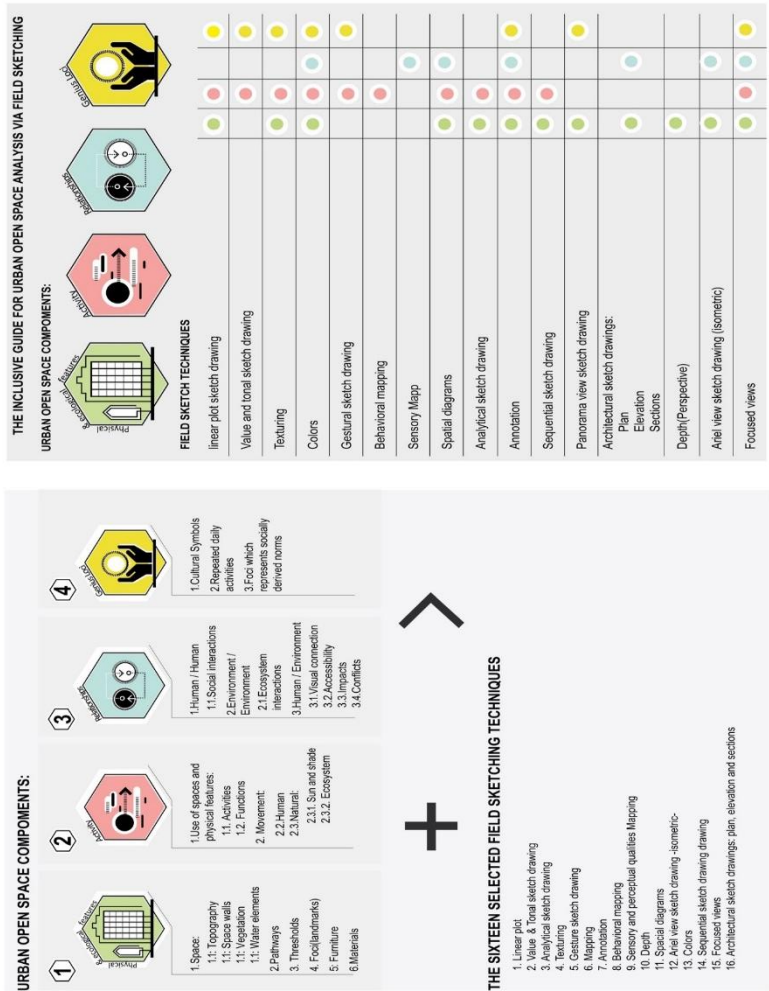 URBAN OPEN SPACE COMPOMENTS:
1
Physical
& ecological features
1.Space:
1.1: Topography
1.1: Space walls
1.1: Vegetation
1.1: Water elements
2.Pathways
3. Thresholds
4. Foci(landmarks)
5: Furniture
6.Materials
2
Activity
1.Use of spaces and
physical features:
1.1. Activities
1.2. Functions
2. Movement:
2.2.Human
2.3.Natural:
2.3.1. Sun and shade
2.3.2. Ecosystem
3
Relationships
1.Human / Human
1.1.Social interactions
2.Environment /
Environment
2.1.Ecosystem
interactions
3.Human / Environment
3.1.Visual connection
3.2.Accessibility
3.3.Impacts
3.4.Conflicts
4
Genius Loci
1.Cultural Symbols
2.Repeated daily
activities
3.Foci which
represents socially
derived norms
+
THE SIXTEEN SELECTED FIELD SKETCHING TECHNIQUES
1. Linear plot
2. Value & Tonal sketch drawing
3. Analytical sketch drawing
4. Texturing
5. Gesture sketch drawing
6. Mapping
7. Annotation
8. Behavioral mapping
9. Sensory and perceptual qualities Mapping
10. Depth
11. Spacial diagrams
12. Ariel view sketch drawing -isometric-
13. Colors
14. Sequential sketch drawing drawing
15. Focused views
16. Architectural sketch drawings: plan, elevation and sections
THE INCLUSIVE GUIDE FOR URBAN OPEN SPACE ANALYSIS VIA FIELD SKETCHING
URBAN OPEN SPACE COMPOMENTS:
Physical
& ecological features
Activity
Relationships
Genius Loci
FIELD SKETCH TECHNIQUES
linear plot sketch drawing
Value and tonal sketch drawing
Texturing
Colors
Gestural sketch drawing
Behavioral mapping
Sensory Mapp
Spatial diagrams
Analytical sketch drawing
Annotation
Sequential sketch drawing
Panorama view sketch drawing
Architectural sketch drawings:
Plan
Elevation
Sections
Depth(Perspective)
Ariel view sketch drawing (isometric)
Focused views